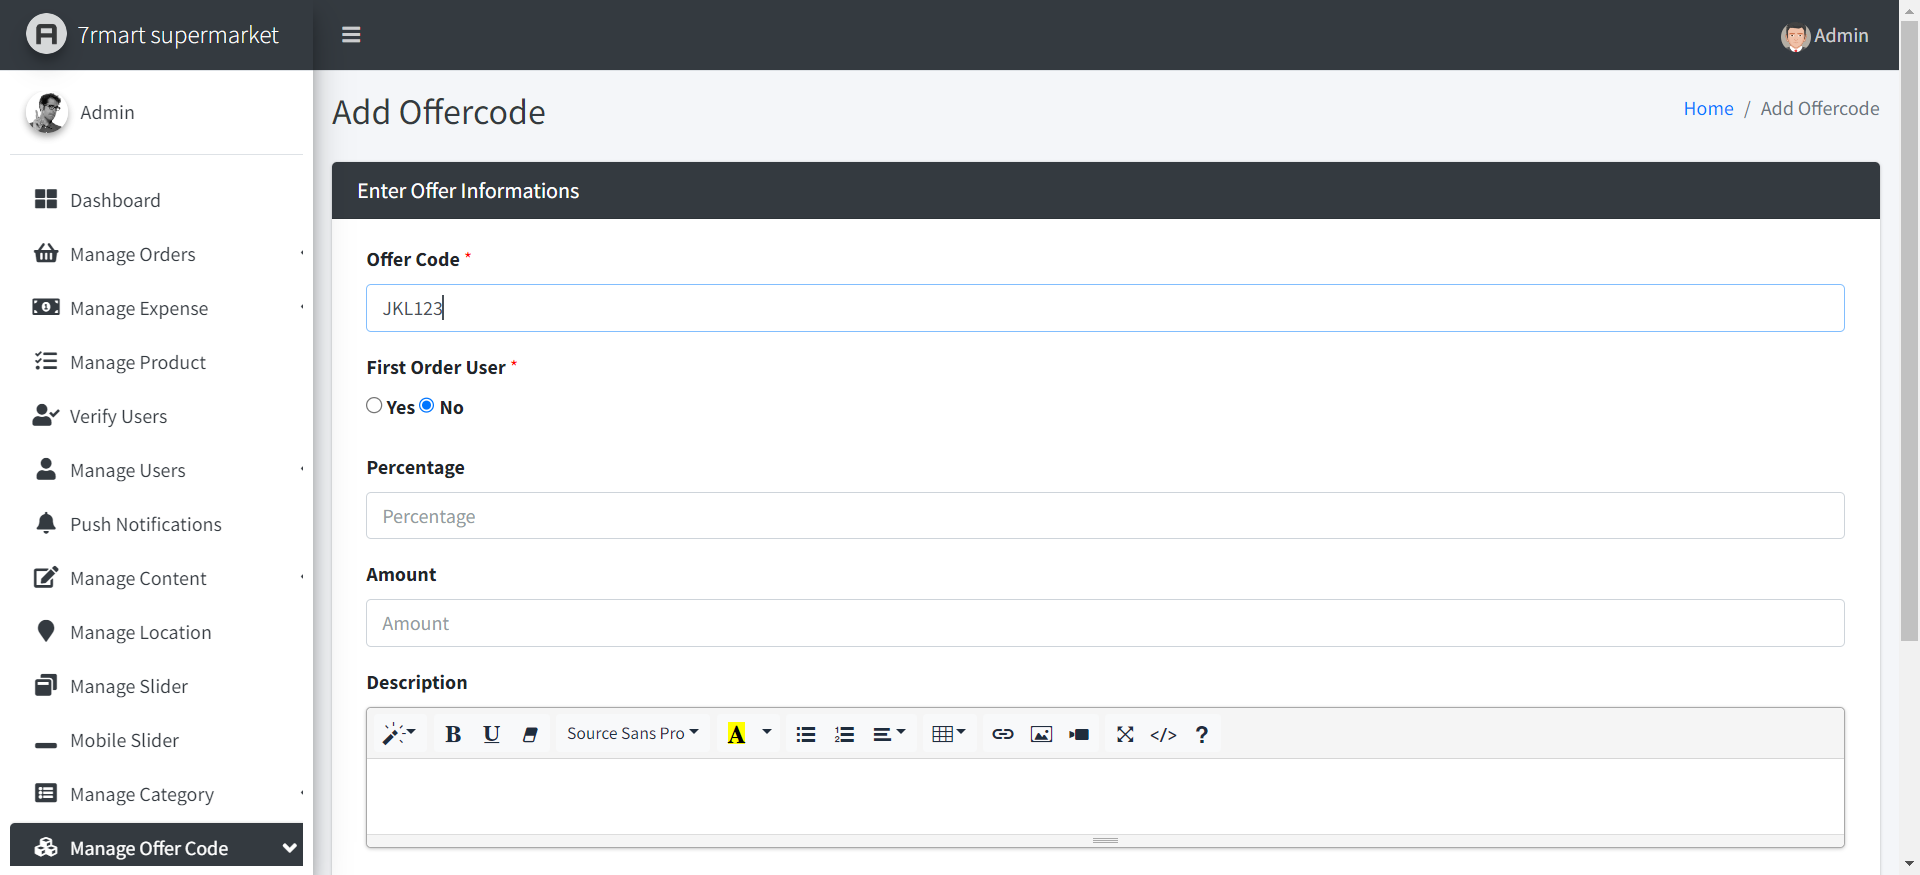 7rmart supermarket
Admin
Admin
Dashboard
Manage Orders
Manage Expense
Manage Product
Verify Users
Manage Users
Push Notifications
Manage Content
Manage Location
Manage Slider
Mobile Slider
Manage Category
Manage Offer Code
Add Offercode
Home / Add Offercode
Enter Offer Informations
Offer Code *
JKL123
First Order User *
Yes No
Percentage
Percentage
Amount
Amount
Description
B U Source Sans Pro A </> ?